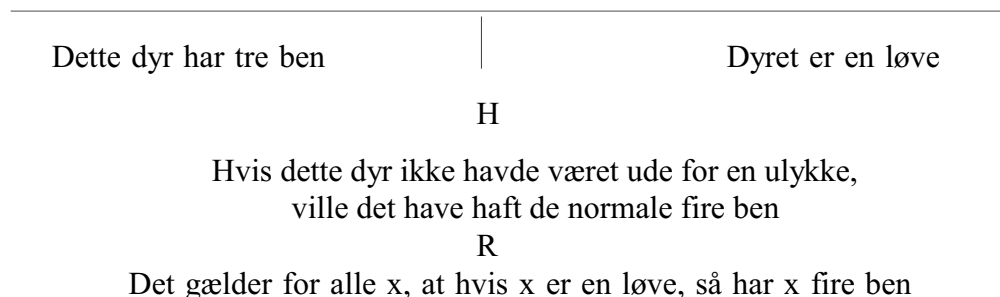 Dette dyr har tre ben Dyret er en løve
H
Hvis dette dyr ikke havde været ude for en ulykke,
ville det have haft de normale fire ben
R
Det gælder for alle x, at hvis x er en løve, så har x fire ben